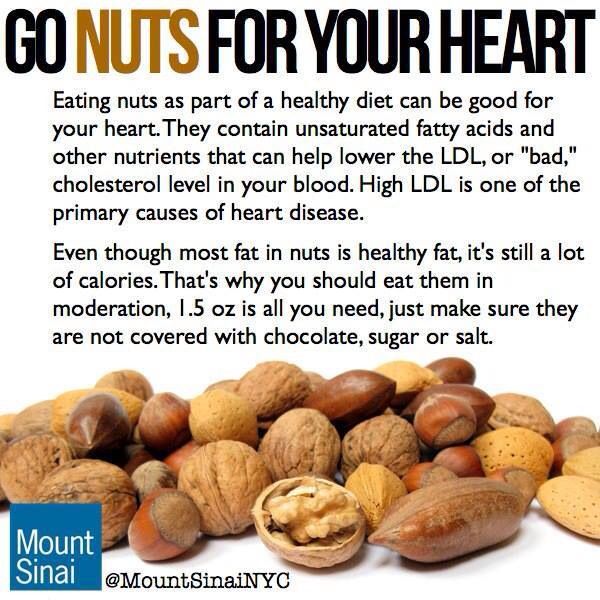 GO NUTS FOR YOUR HEART
Eating nuts as part of a healthy diet can be good for
your heart. They contain unsaturated fatty acids and
other nutrients that can help lower the LDL, or "bad,"
cholesterol level in your blood. High LDL is one of the
primary causes of heart disease.
Even though most fat in nuts is healthy fat, it's still a lot
of calories. That's why you should eat them in
moderation, 1.5 oz is all you need, just make sure they
are not covered with chocolate, sugar or salt.
Mount
Sinai
@MountSinaiNYC